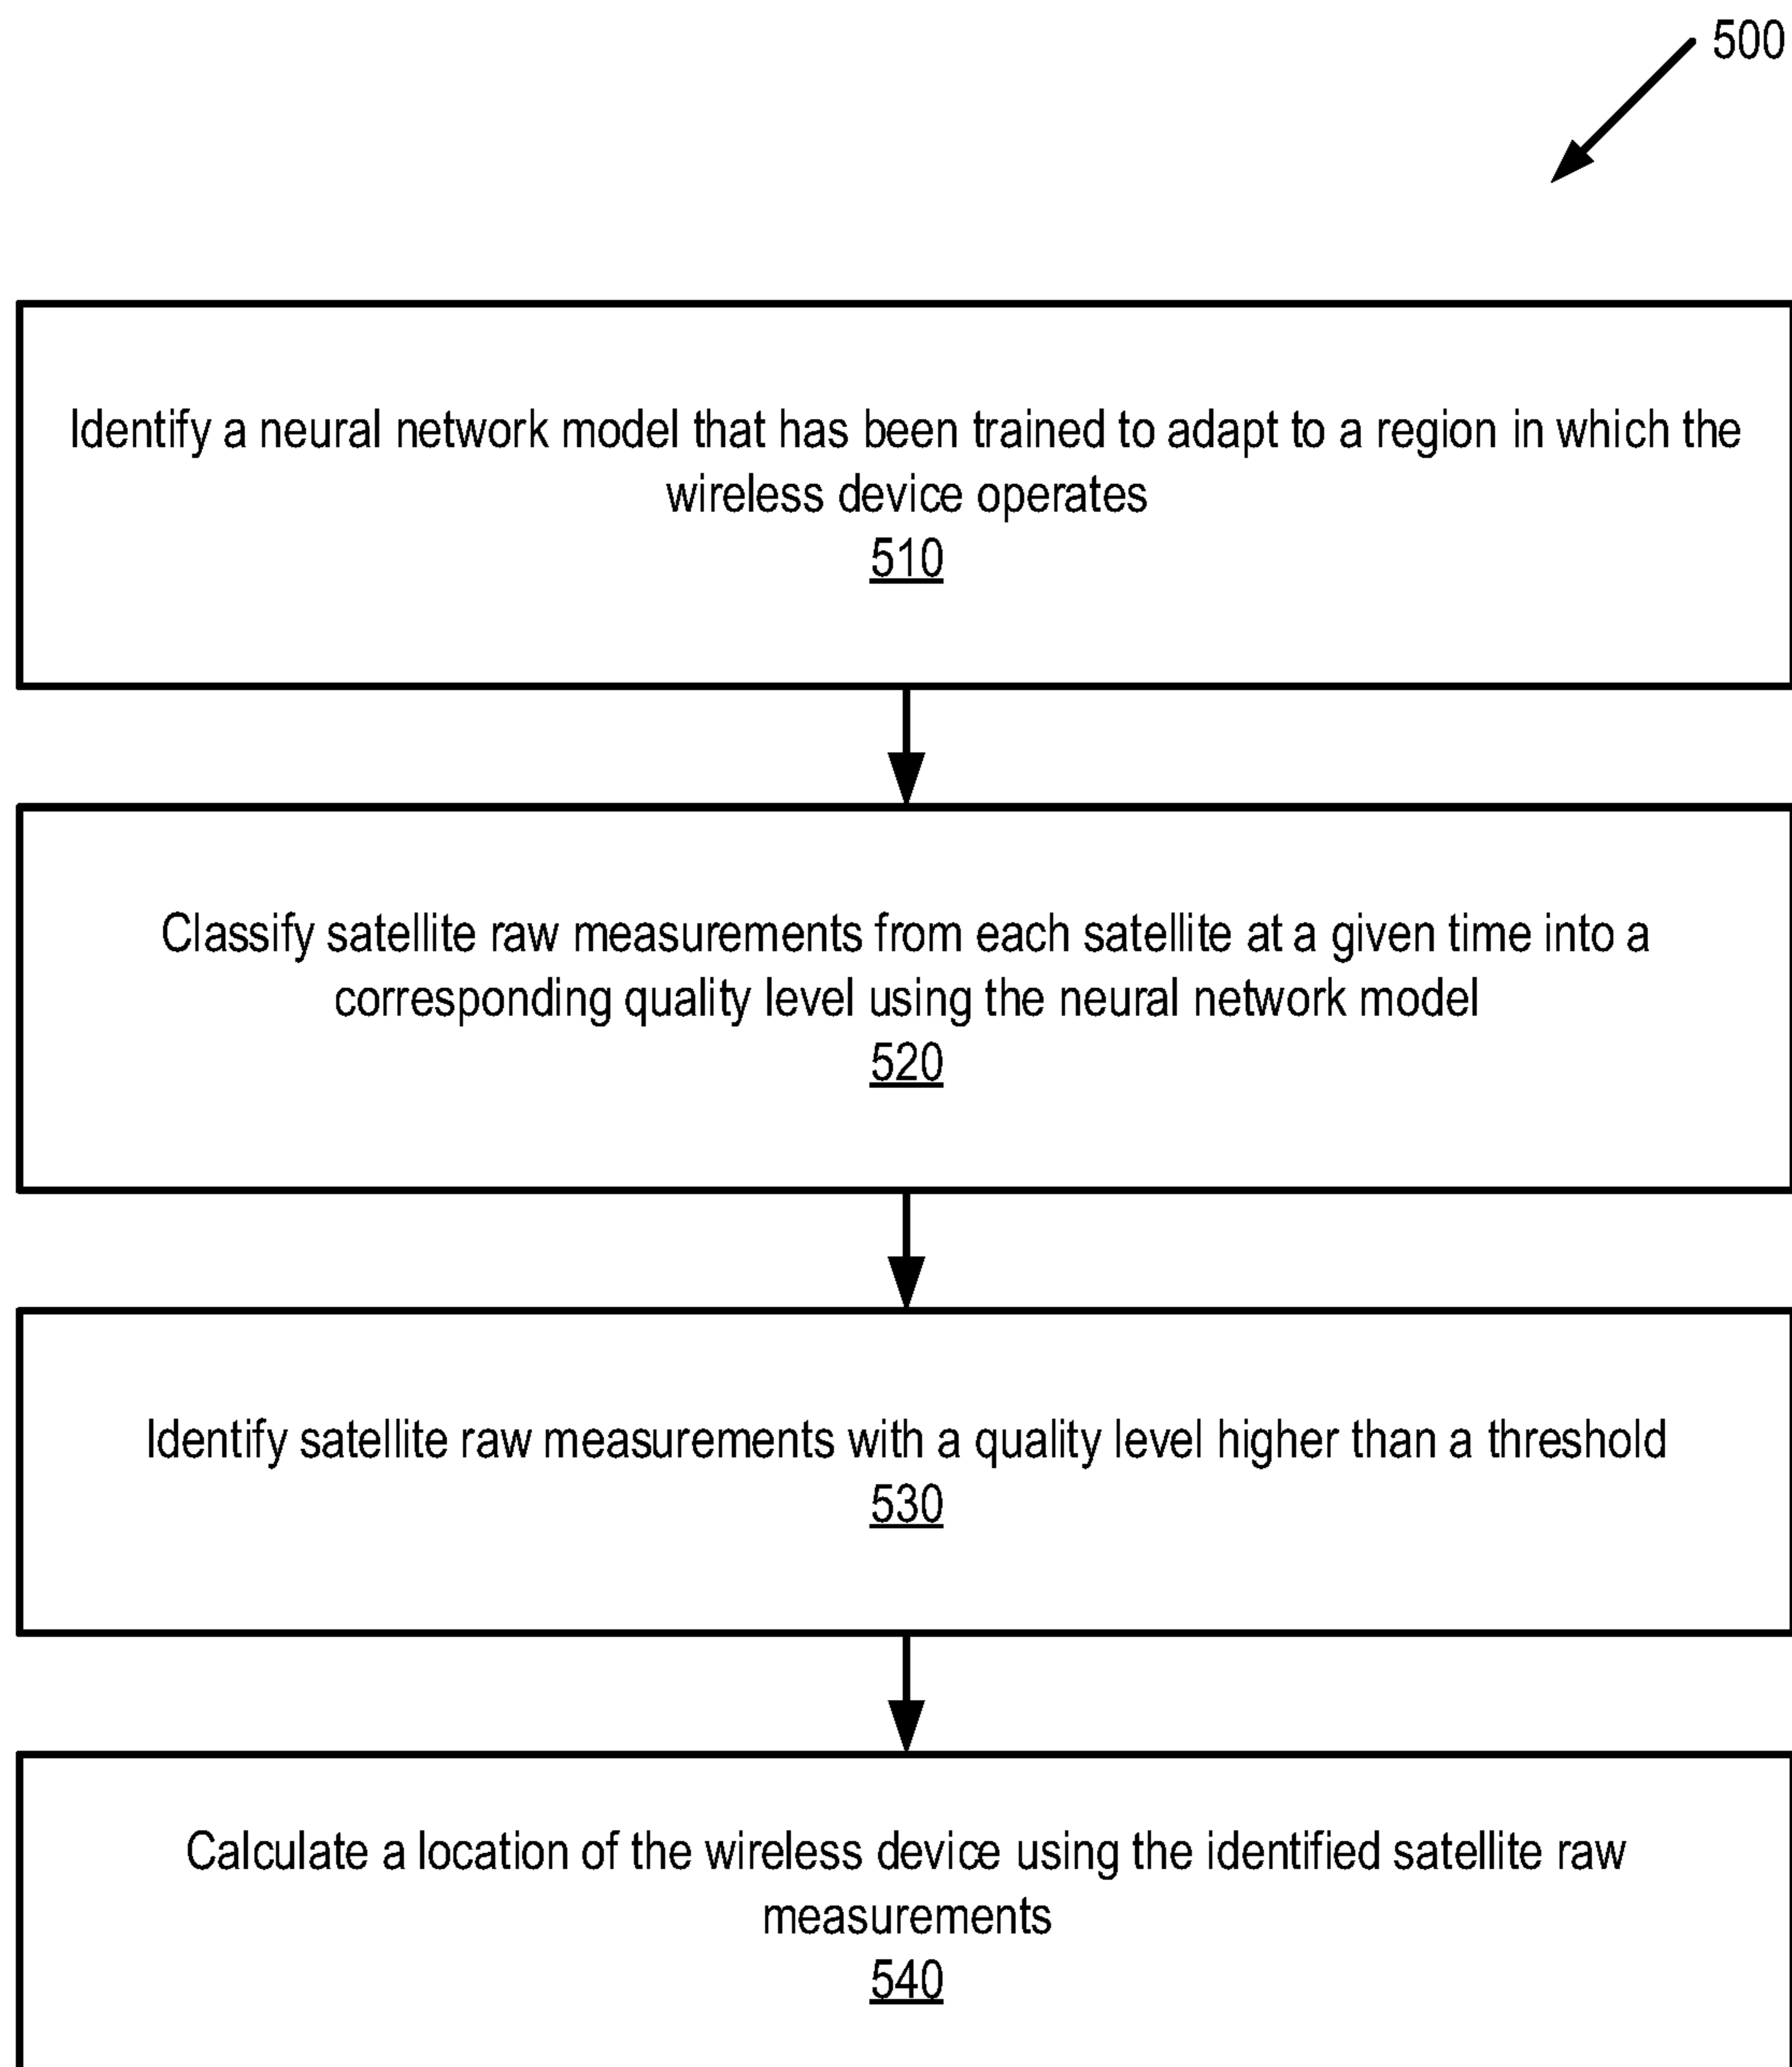 500
Identify a neural network model that has been trained to adapt to a region in which the
wireless device operates
510
Classify satellite raw measurements from each satellite at a given time into a
corresponding quality level using the neural network model
520
Identify satellite raw measurements with a quality level higher than a threshold
530
Calculate a location of the wireless device using the identified satellite raw
measurements
540